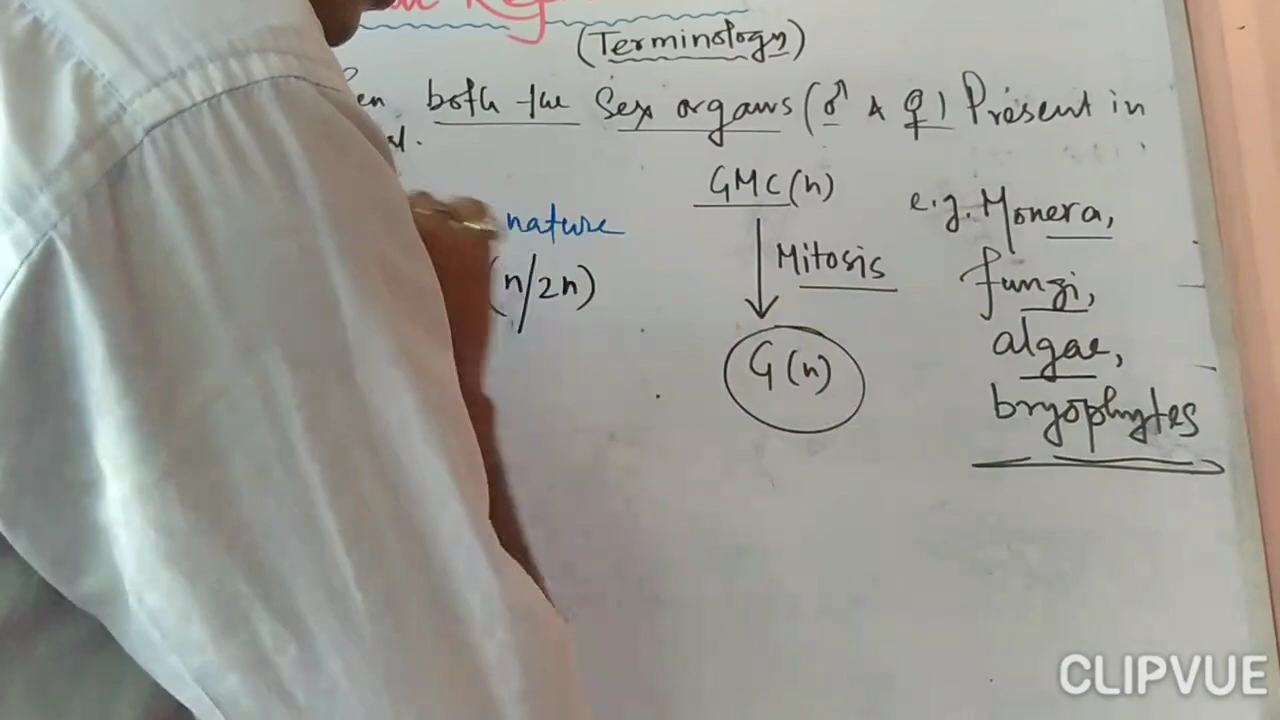 (Terminology)
both the Sex organs (♂ & ♀) Present in
GMC(n)
e.g. Monera,
nature
Mitosis
(n/2n)
fungi,
algae,
G(n)
bryophytes
CLIPVUE